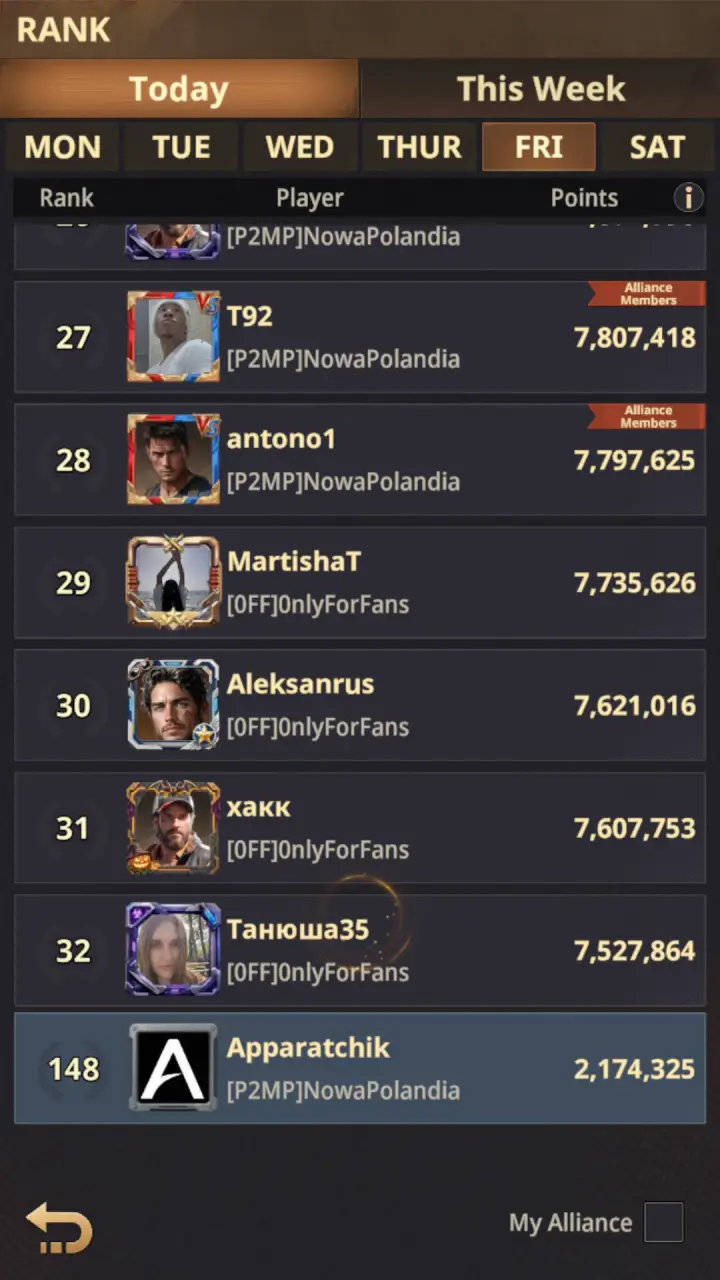 RANK
Today
This Week
MON
TUE
WED
THUR
FRI
SAT
Rank
Player
Points
[P2MP]NowaPolandia
Alliance
Members
27
T92
7,807,418
[P2MP]NowaPolandia
Alliance
Members
28
antono1
7,797,625
[P2MP]NowaPolandia
29
MartishaT
7,735,626
[0FF]0nlyForFans
30
Aleksanrus
7,621,016
[0FF]0nlyForFans
31
хакк
7,607,753
[0FF]0nlyForFans
32
Танюша35
7,527,864
[0FF]0nlyForFans
148
Apparatchik
2,174,325
[P2MP]NowaPolandia
My Alliance